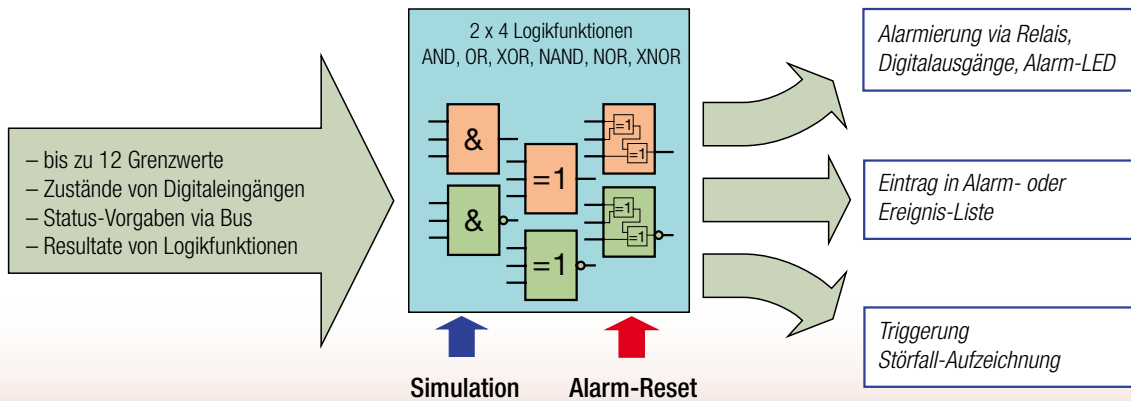 – bis zu 12 Grenzwerte
– Zustände von Digitaleingängen
– Status-Vorgaben via Bus
– Resultate von Logikfunktionen
2 x 4 Logikfunktionen
AND, OR, XOR, NAND, NOR, XNOR
&
=1
=1
=1
&
=1
=1
=1
Simulation
Alarm-Reset
Alarmierung via Relais,
Digitalausgänge, Alarm-LED
Eintrag in Alarm- oder
Ereignis-Liste
Triggerung
Störfall-Aufzeichnung